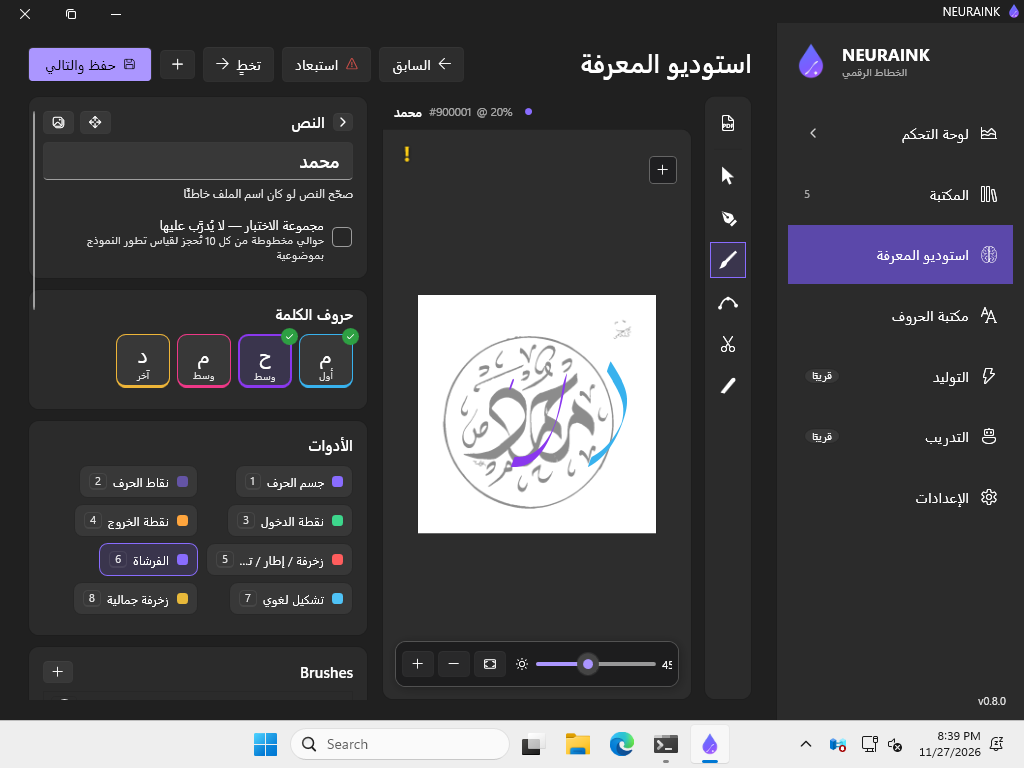 NEURAINK
NEURAINK
الخطاط الرقمي
لوحة التحكم
المكتبة
5
استوديو المعرفة
مكتبة الحروف
التوليد
قريبًا
التدريب
قريبًا
الإعدادات
v0.8.0
استوديو المعرفة
السابق
استبعاد
تخطٍ
حفظ والتالي
محمد #900001 @ 20%
محمد
45
النص
محمد
صحّح النص لو كان اسم الملف خاطئًا
مجموعة الاختبار — لا يُدرَّب عليها
حوالي مخطوطة من كل 10 تُحجز لقياس تطور النموذج
بموضوعية
حروف الكلمة
م
أول
ح
وسط
م
وسط
د
آخر
الأدوات
جسم الحرف 1
نقاط الحرف 2
نقطة الدخول 3
نقطة الخروج 4
زخرفة / إطار / تـ... 5
الفرشاة 6
تشكيل لغوي 7
زخرفة جمالية 8
Brushes
Search
8:39 PM
11/27/2026